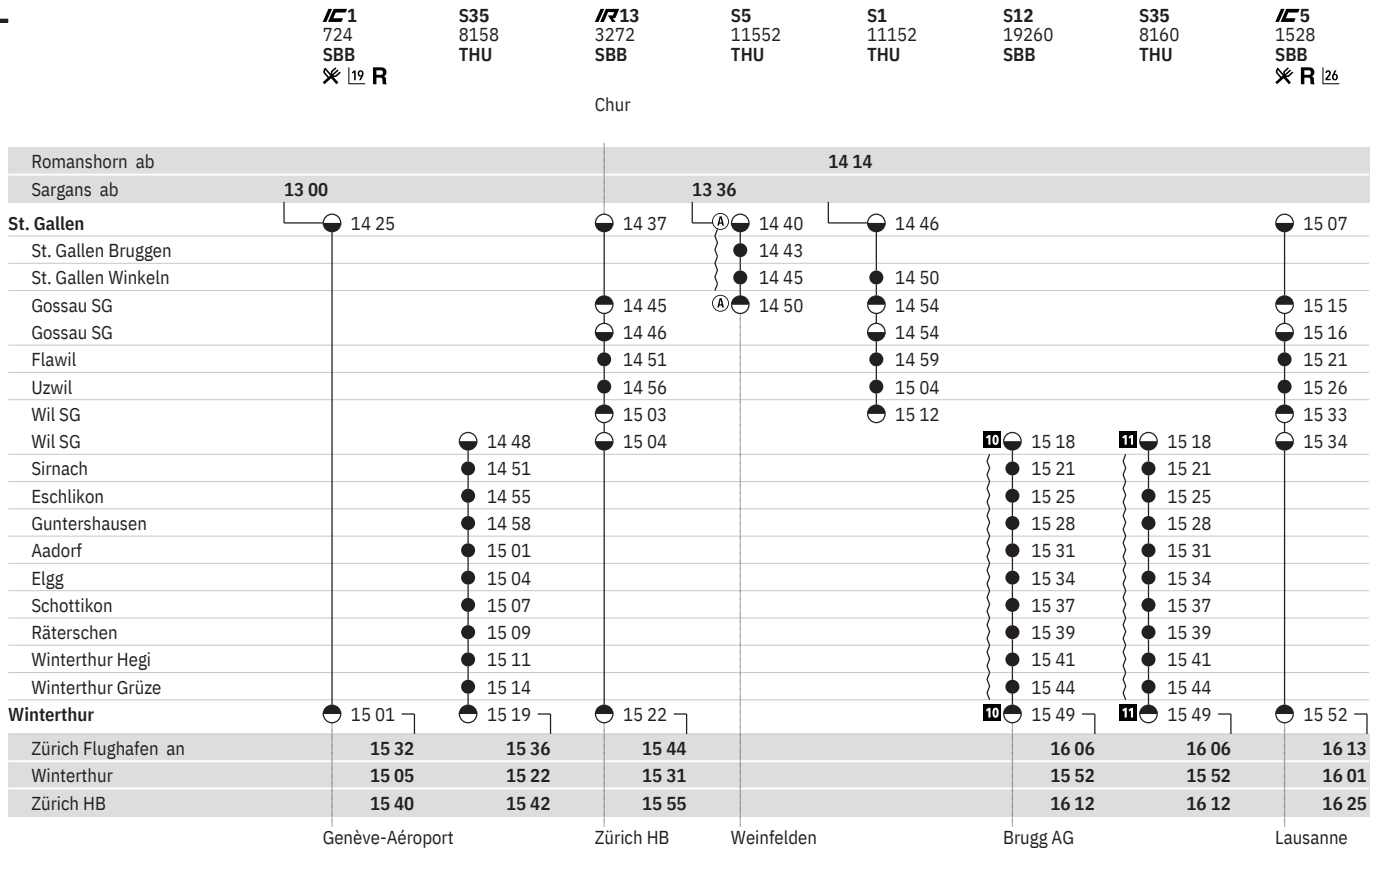 IC1 S35 IR13 S5 S1 S12 S35 IC5
724 8158 3272 11552 11152 19260 8160 1528
SBB THU SBB THU THU SBB THU SBB
19 R R 26
Chur
Romanshorn ab 14 14
Sargans ab 13 00 13 36
St. Gallen 14 25 14 37 A 14 40 14 46 15 07
St. Gallen Bruggen 14 43
St. Gallen Winkeln 14 45 14 50
Gossau SG 14 45 A 14 50 14 54 15 15
Gossau SG 14 46 14 54 15 16
Flawil 14 51 14 59 15 21
Uzwil 14 56 15 04 15 26
Wil SG 15 03 15 12 15 33
Wil SG 14 48 15 04 10 15 18 11 15 18 15 34
Sirnach 14 51 15 21 15 21
Eschlikon 14 55 15 25 15 25
Guntershausen 14 58 15 28 15 28
Aadorf 15 01 15 31 15 31
Elgg 15 04 15 34 15 34
Schottikon 15 07 15 37 15 37
Räterschen 15 09 15 39 15 39
Winterthur Hegi 15 11 15 41 15 41
Winterthur Grüze 15 14 15 44 15 44
Winterthur 15 01 15 19 15 22 10 15 49 11 15 49 15 52
Zürich Flughafen an 15 32 15 36 15 44 16 06 16 06 16 13
Winterthur 15 05 15 22 15 31 15 52 15 52 16 01
Zürich HB 15 40 15 42 15 55 16 12 16 12 16 25
Genève-Aéroport Zürich HB Weinfelden Brugg AG Lausanne